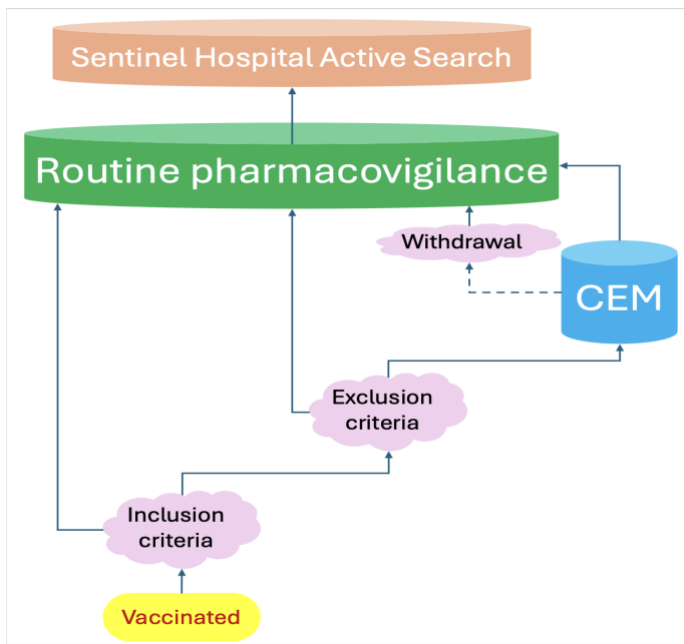 Sentinel Hospital Active Search
Routine pharmacovigilance
Withdrawal
CEM
Exclusion
criteria
Inclusion
criteria
Vaccinated